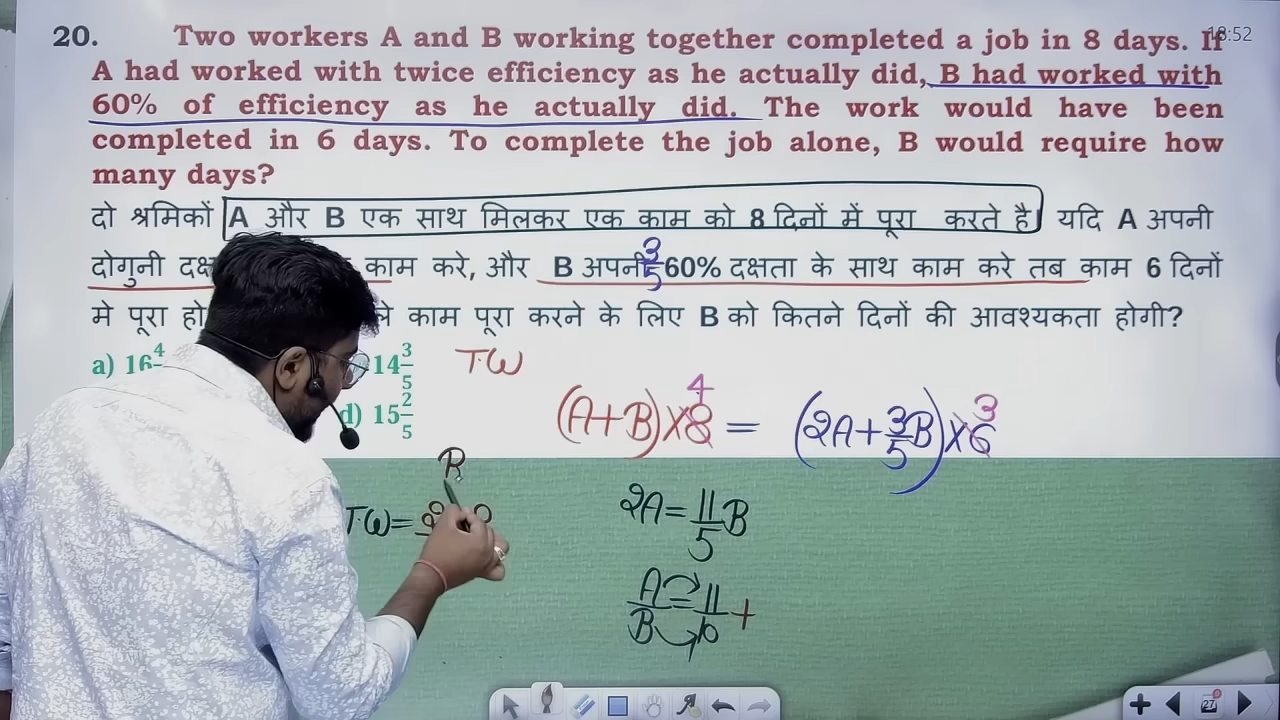 18:52
20. Two workers A and B working together completed a job in 8 days. If
A had worked with twice efficiency as he actually did, B had worked with
60% of efficiency as he actually did. The work would have been
completed in 6 days. To complete the job alone, B would require how
many days?
दो श्रमिकों A और B एक साथ मिलकर एक काम को 8 दिनों में पूरा करते है। यदि A अपनी
दोगुनी काम करे, और B अपनी 3/5 60% दक्षता के साथ काम करे तब काम 6 दिनों
मे पूरा काम पूरा करने के लिए B को कितने दिनों की आवश्यकता होगी?
a) 16 4 14 3/5 T.W
d) 15 2/5
(A+B)×8 4 = (2A+3/5B)×6 3
B
T.W=
2A=11/5B
A/B=11/10+
27